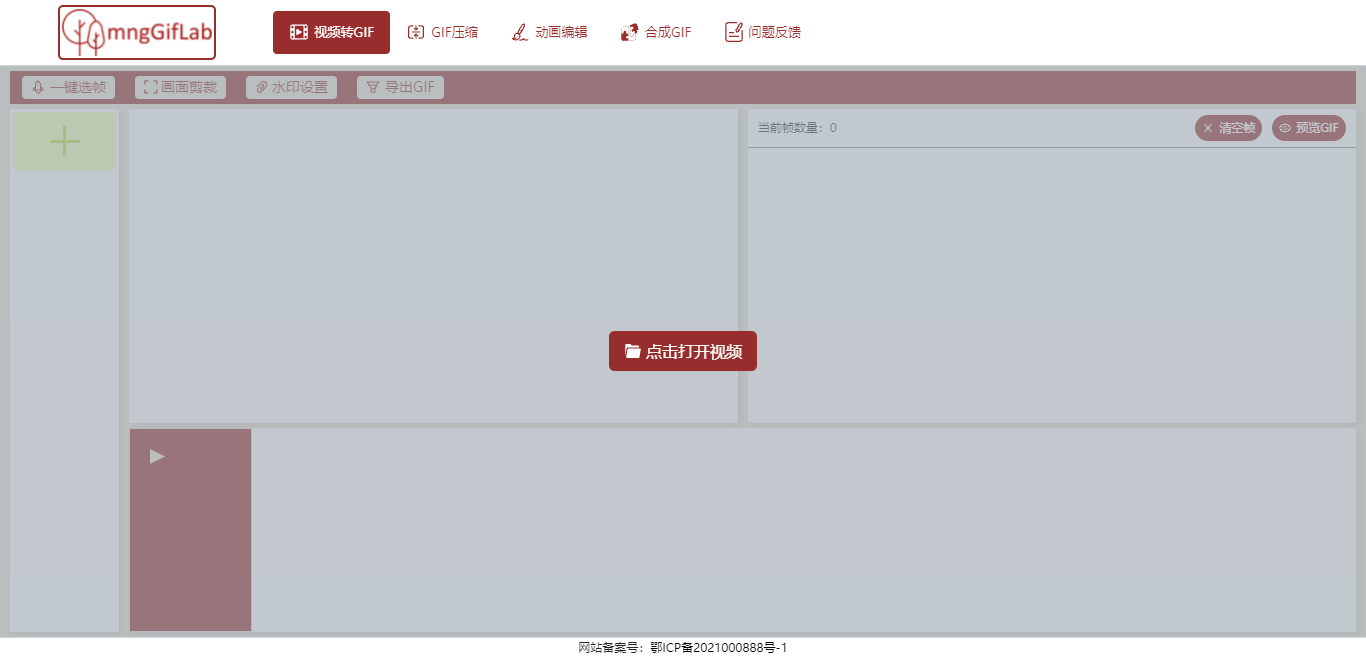 mngGifLab
视频转GIF
GIF压缩
动画编辑
合成GIF
问题反馈
一键选帧
画面剪裁
水印设置
导出GIF
当前帧数量：0
清空帧
预览GIF
点击打开视频
网站备案号：鄂ICP备2021000888号-1